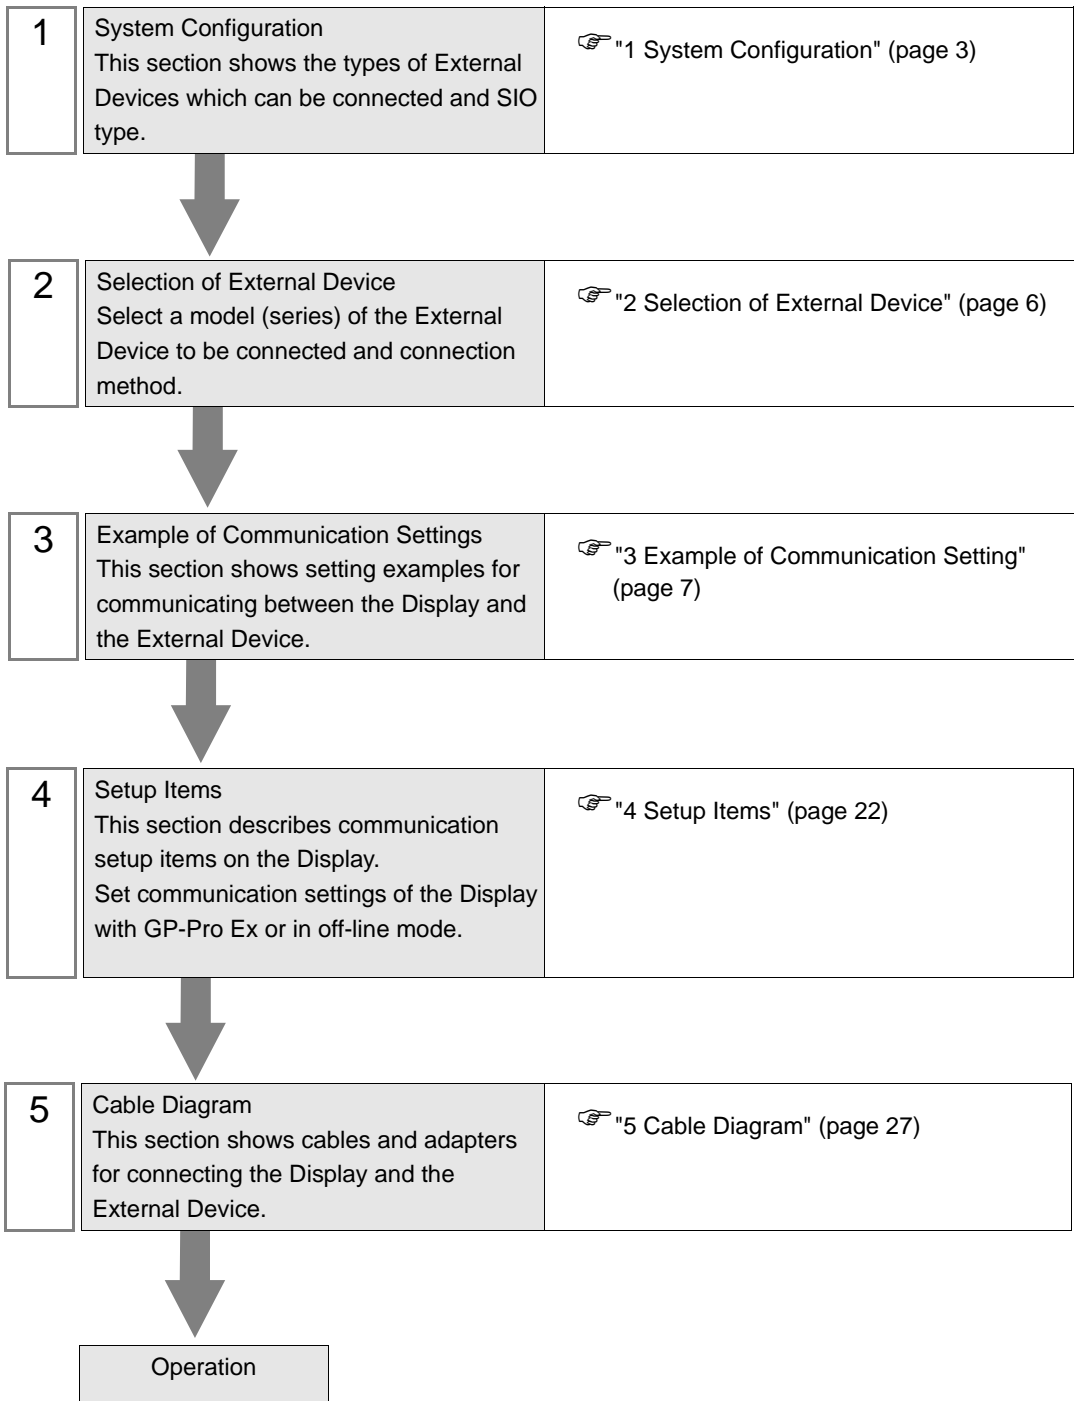 1
System Configuration
This section shows the types of External
Devices which can be connected and SIO
type.
"1 System Configuration" (page 3)
2
Selection of External Device
Select a model (series) of the External
Device to be connected and connection
method.
"2 Selection of External Device" (page 6)
3
Example of Communication Settings
This section shows setting examples for
communicating between the Display and
the External Device.
"3 Example of Communication Setting"
(page 7)
4
Setup Items
This section describes communication
setup items on the Display.
Set communication settings of the Display
with GP-Pro Ex or in off-line mode.
"4 Setup Items" (page 22)
5
Cable Diagram
This section shows cables and adapters
for connecting the Display and the
External Device.
"5 Cable Diagram" (page 27)
Operation